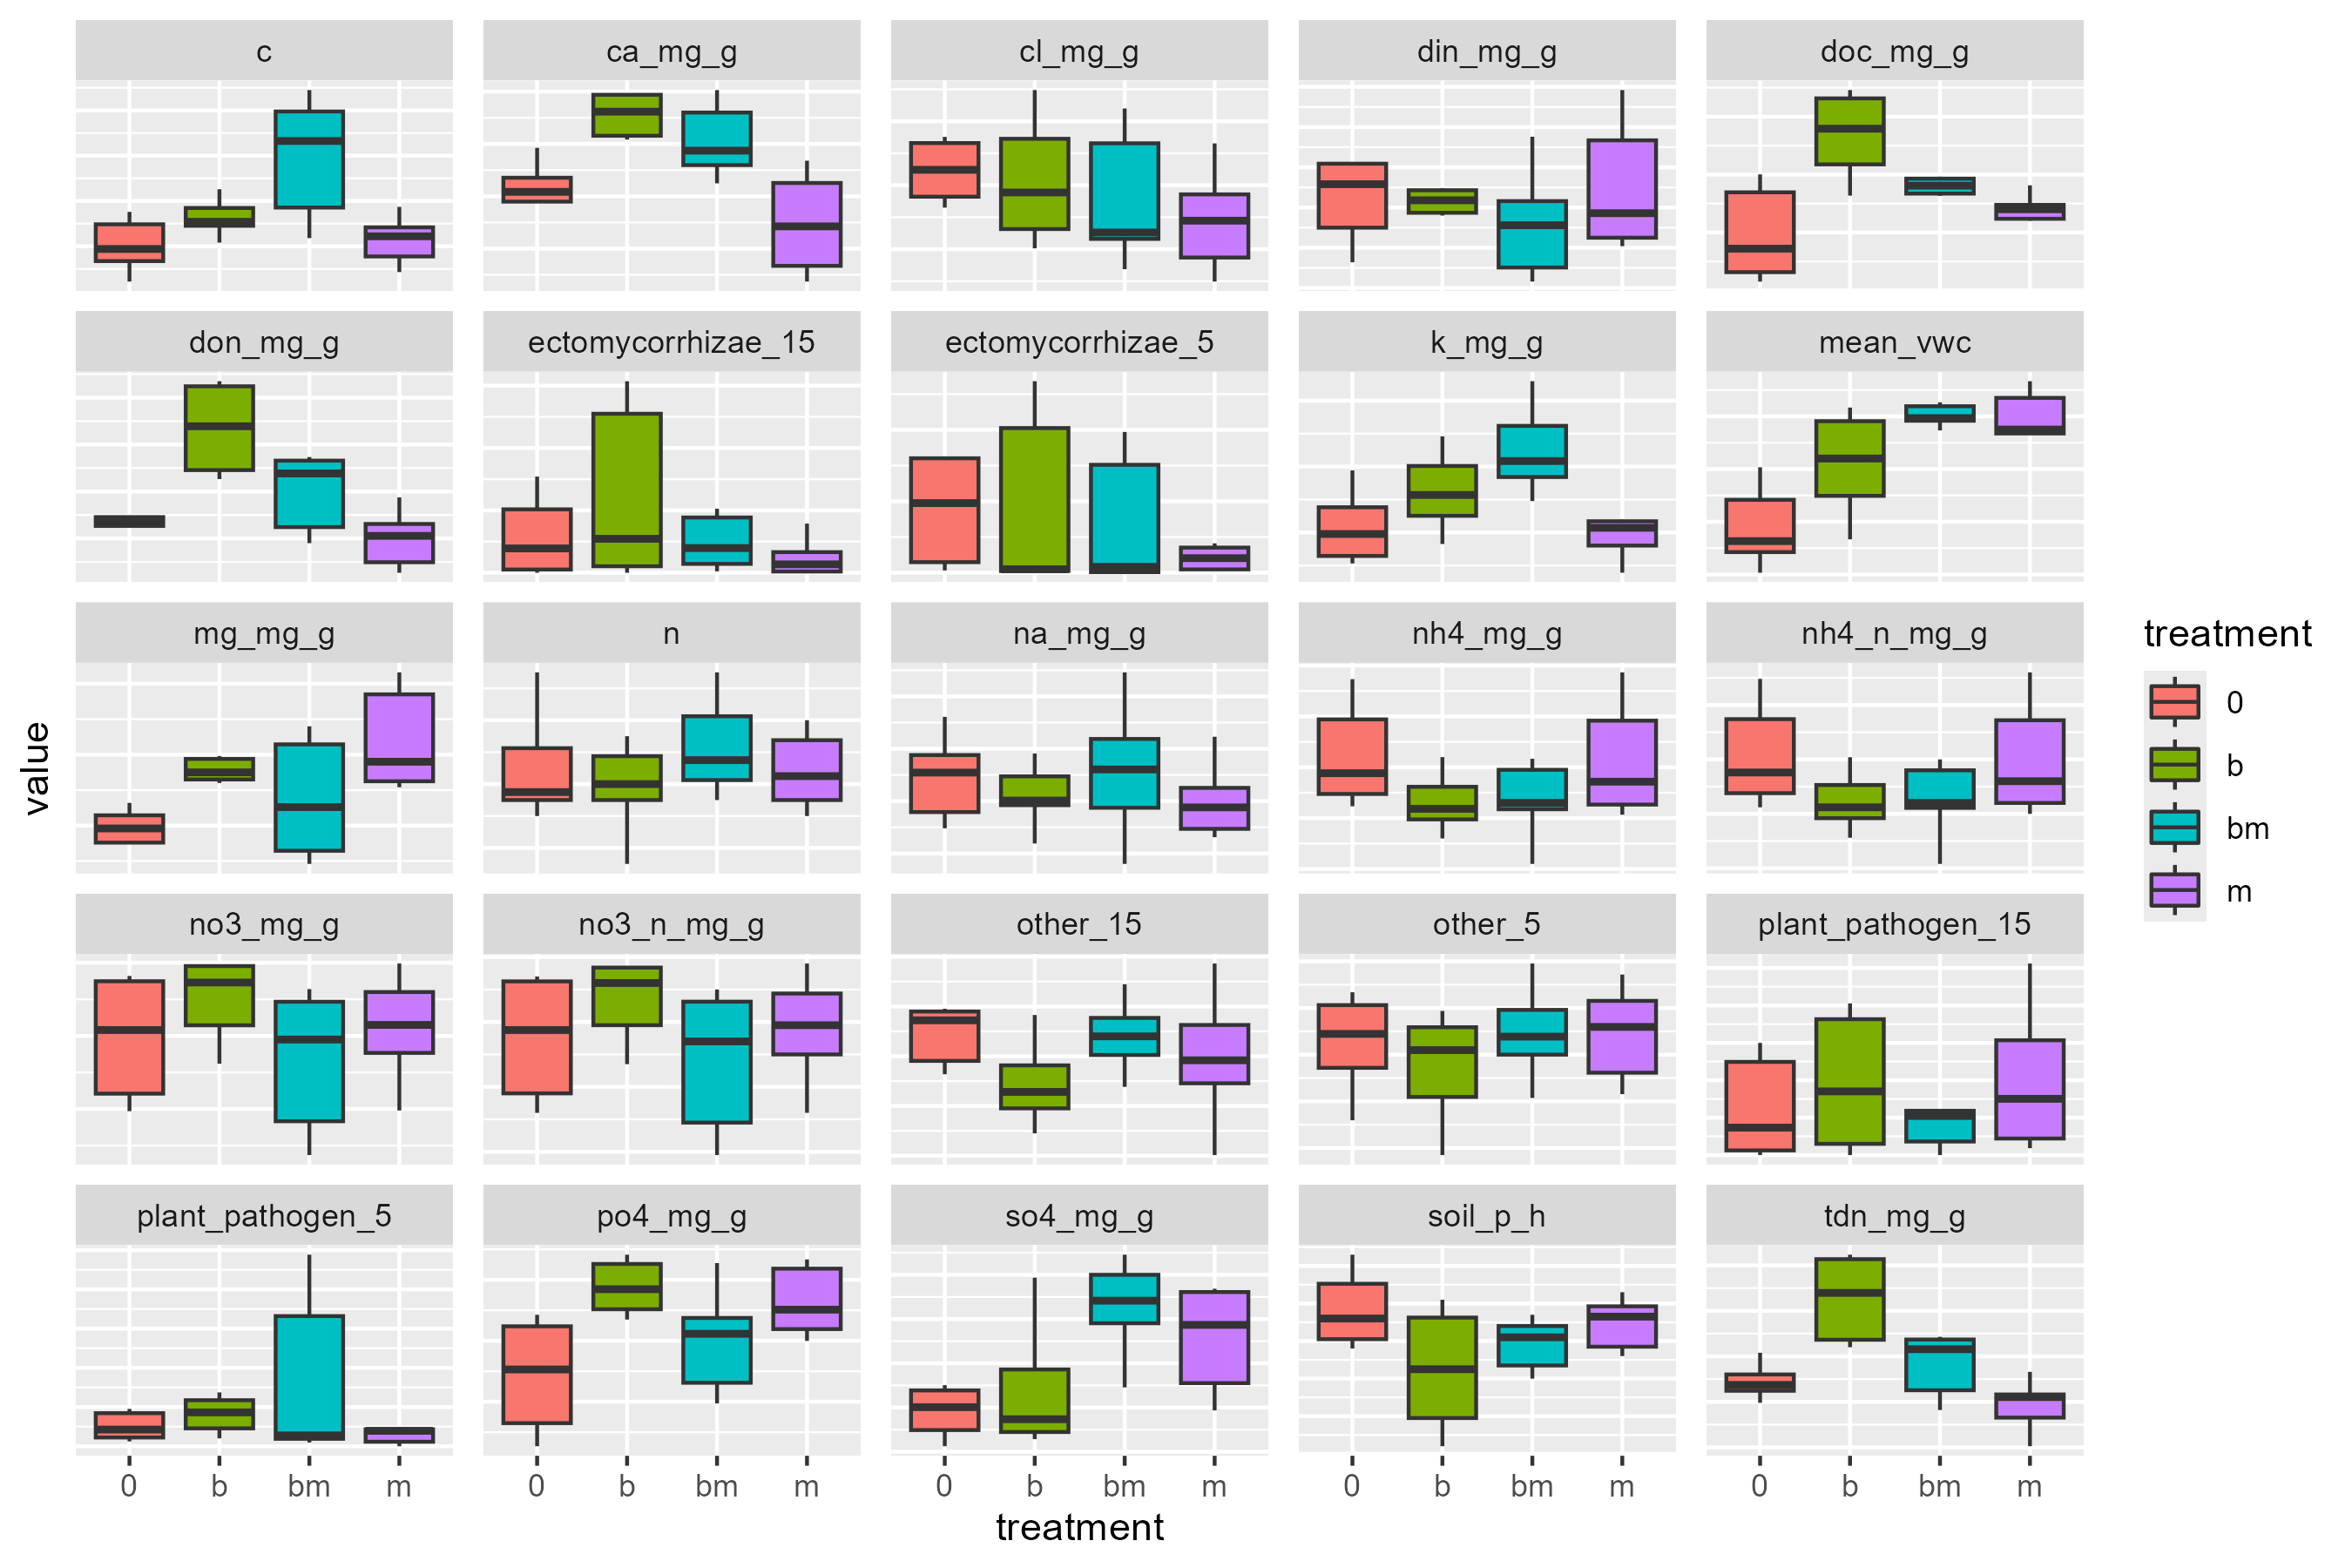 c ca_mg_g cl_mg_g din_mg_g doc_mg_g
don_mg_g ectomycorrhizae_15 ectomycorrhizae_5 k_mg_g mean_vwc
mg_mg_g n na_mg_g nh4_mg_g nh4_n_mg_g
no3_mg_g no3_n_mg_g other_15 other_5 plant_pathogen_15
plant_pathogen_5 po4_mg_g so4_mg_g soil_p_h tdn_mg_g
0 b bm m 0 b bm m 0 b bm m 0 b bm m 0 b bm m
treatment
value
treatment
0
b
bm
m